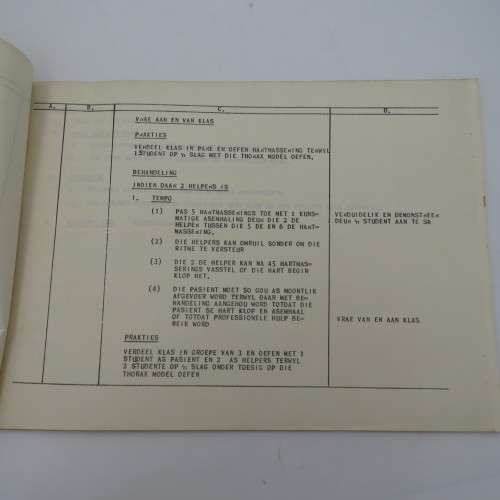 A. B. C. D.
VRAE AAN EN VAN KLAS
PRAKTIES
VERDEEL KLAS IN PARE EN OEFEN HARTMASSERING TERWYL
1 STUDENT OP 'n SLAG MET DIE THORAX MODEL OEFEN.
BEHANDELING
INDIEN DAAR 2 HELPERS IS
1. TEMPO
(1) PAS 5 HARTMASSERINGS TOE MET 1 KUNS-
MATIGE ASEMHALING DEUR DIE 2 DE
HELPER TUSSEN DIE 5 DE EN 6 DE HART-
MASSERING.
VERDUIDELIK EN DEMONSTREER
DEUR 'n STUDENT AAN TE
(2) DIE HELPERS KAN OMRUIL SONDER OM DIE
RITME TE VERSTEUR
(3) DIE 2 DE HELPER KAN NA 45 HARTMAS-
SERINGS VASSTEL OF DIE HART BEGIN
KLOP HET.
(4) DIE PASIENT MOET SO GOU AS MOONTLIK
AFGEVOER WORD TERWYL DAAR MET BE-
HANDELING AANGEHOU WORD TOTDAT DIE
PASIENT SE HART KLOP EN ASEMHAAL
OF TOTDAT PROFESSIONELE HULP BE-
REIK WORD
VRAE VAN EN AAN KLAS
PRAKTIES
VERDEEL KLAS IN GROEPE VAN 3 EN OEFEN MET 1
STUDENT AS PASIENT EN 2 AS HELPERS TERWYL
2 STUDENTE OP 'n SLAG ONDER TOESIG OP DIE
THORAX MODEL OEFEN